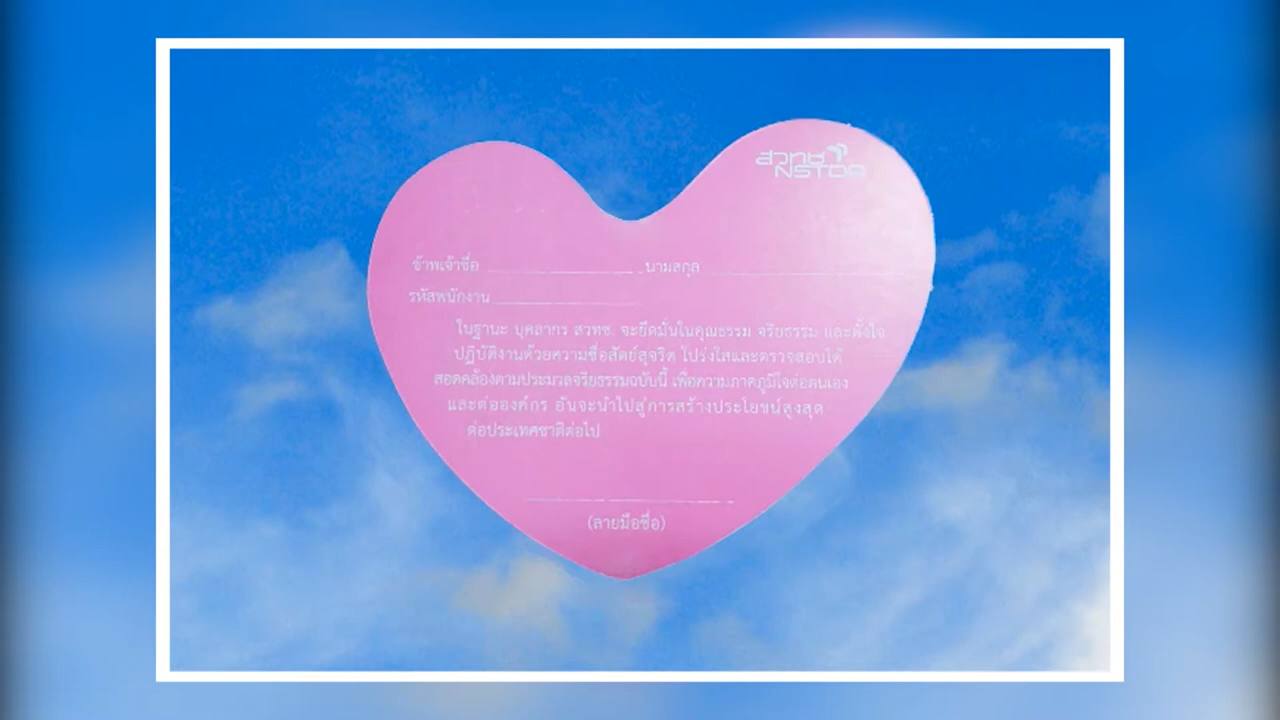 สวทช
NSTDA
ข้าพเจ้าชื่อ นามสกุล
รหัสพนักงาน
ในฐานะ บุคลากร สวทช. จะยึดมั่นในคุณธรรม จริยธรรม และตั้งใจ
ปฏิบัติงานด้วยความซื่อสัตย์สุจริต โปร่งใสและตรวจสอบได้
สอดคล้องตามประมวลจริยธรรมฉบับนี้ เพื่อความภาคภูมิใจต่อตนเอง
และต่อองค์กร อันจะนำไปสู่การสร้างประโยชน์สูงสุด
ต่อประเทศชาติต่อไป
(ลายมือชื่อ)